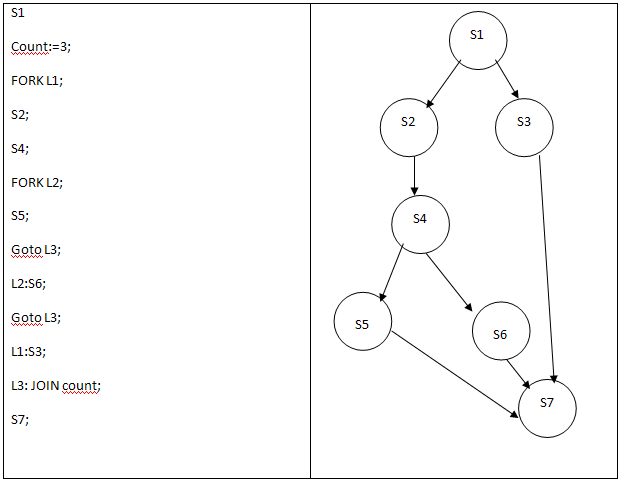 S1
Count:=3;
FORK L1;
S2;
S4;
FORK L2;
S5;
Goto L3;
L2:S6;
Goto L3;
L1:S3;
L3: JOIN count;
S7;
S1
S2
S3
S4
S5
S6
S7